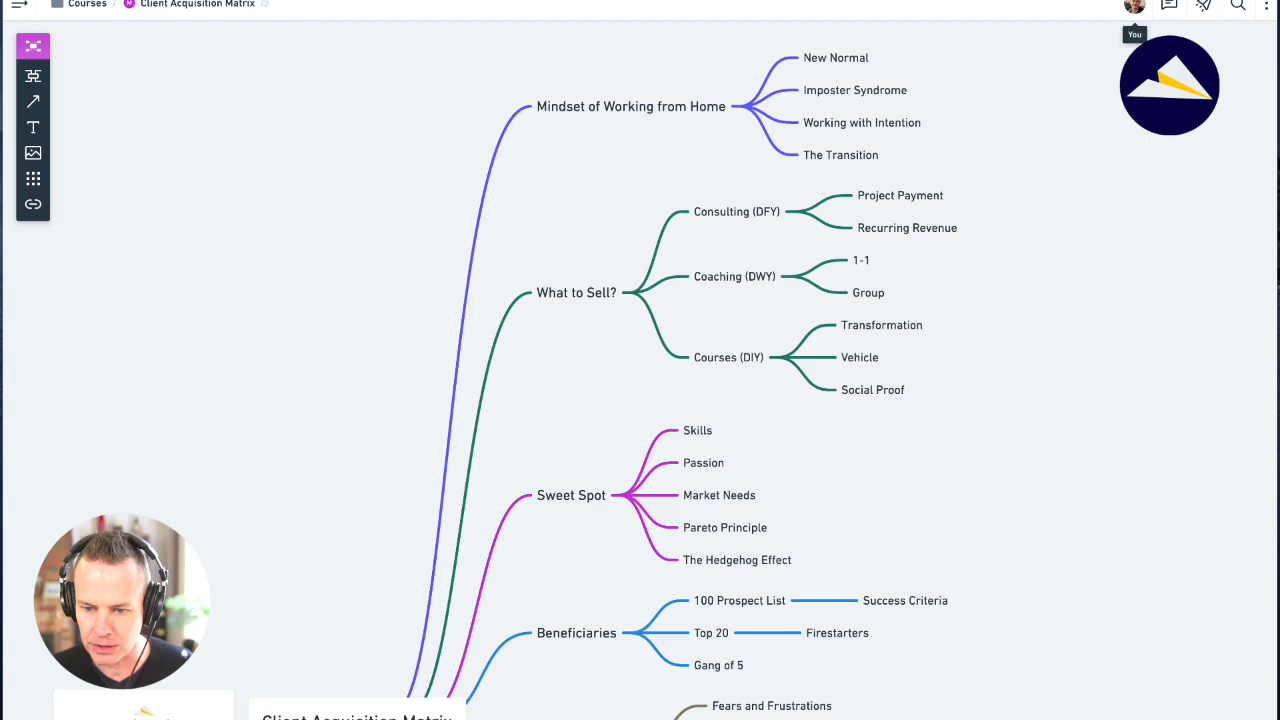 Courses / Client Acquisition Matrix
You
New Normal
Imposter Syndrome
Mindset of Working from Home
Working with Intention
The Transition
Project Payment
Consulting (DFY)
Recurring Revenue
1-1
Coaching (DWY)
Group
What to Sell?
Transformation
Courses (DIY)
Vehicle
Social Proof
Skills
Passion
Sweet Spot
Market Needs
Pareto Principle
The Hedgehog Effect
100 Prospect List
Success Criteria
Beneficiaries
Top 20
Firestarters
Gang of 5
Fears and Frustrations
Client Acquisition Matrix